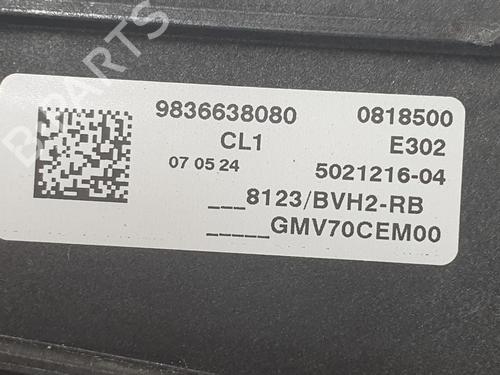 B-PARTS
9836638080 0818500
CL1 E302
07 05 24 5021216-04
___8123/BVH2-RB
_____GMV70CEM00